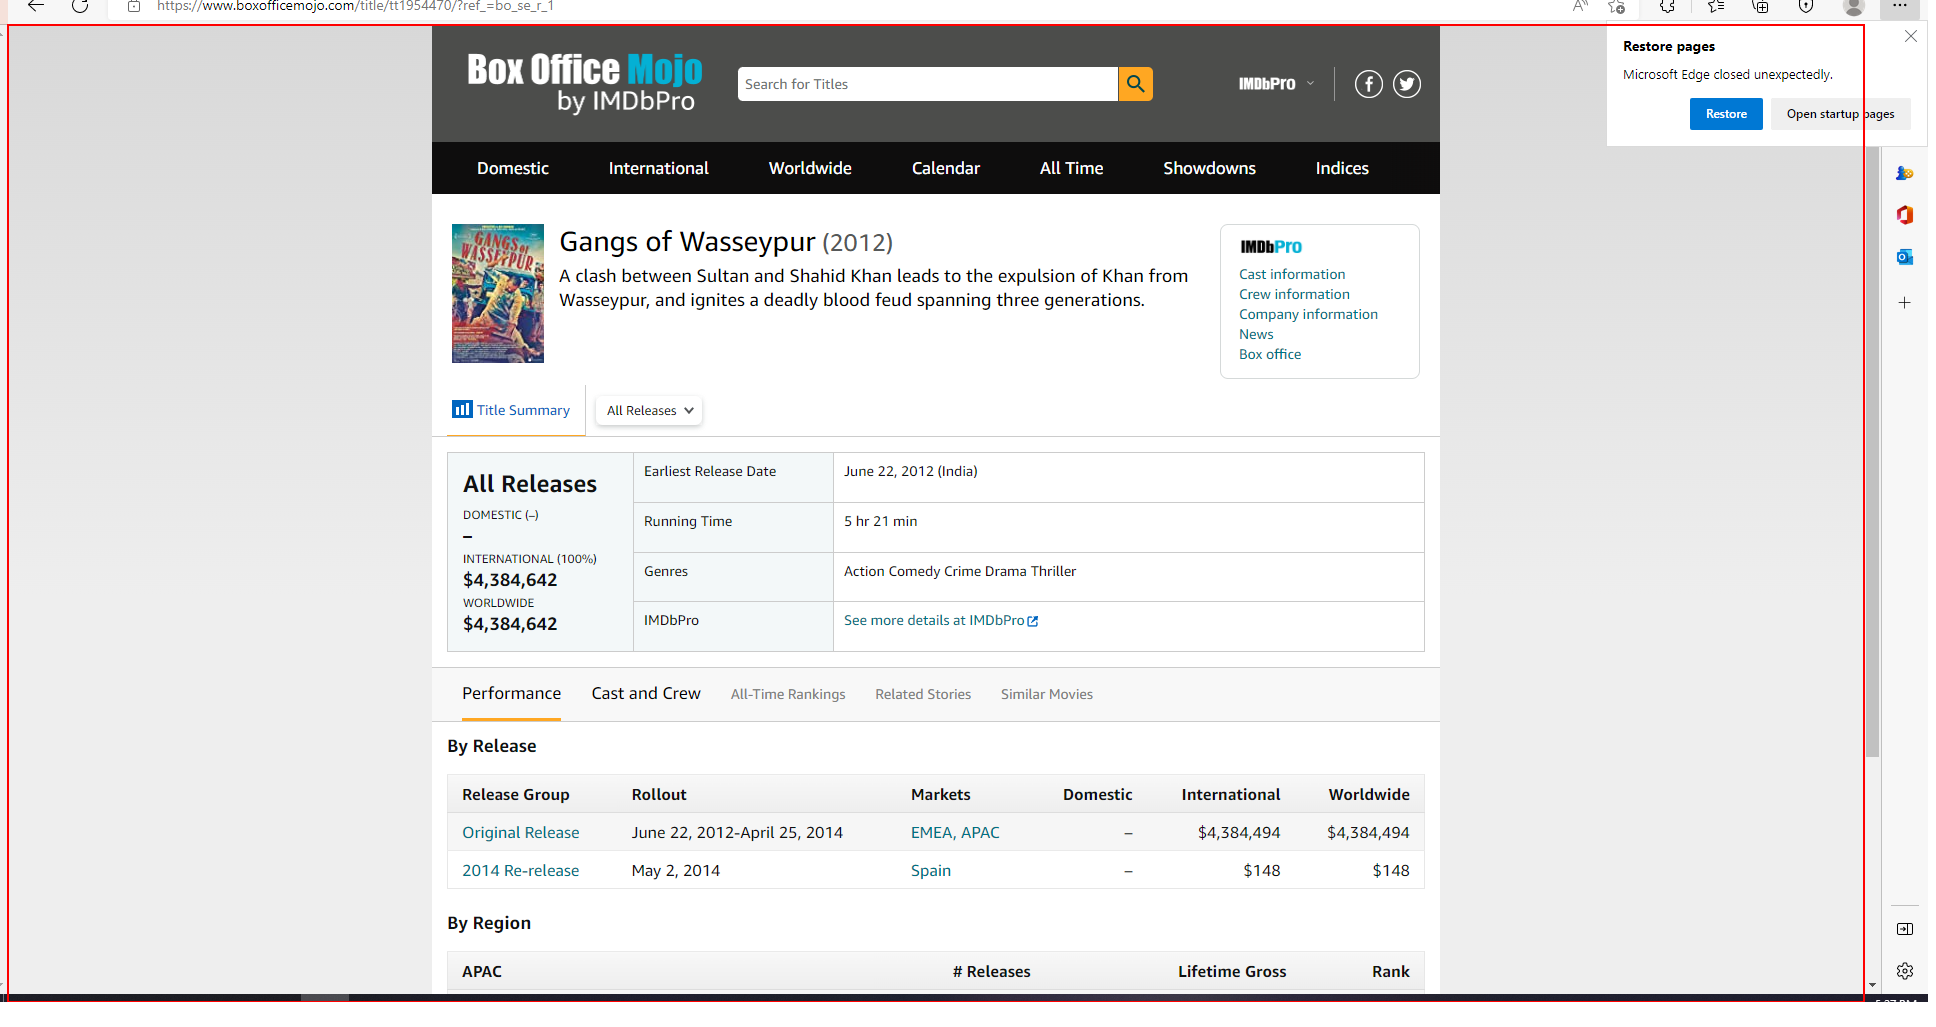 https://www.boxofficemojo.com/title/tt1954470/?ref_=bo_se_r_1
Restore pages
Microsoft Edge closed unexpectedly.
Restore
Open startup pages
Box Office Mojo
by IMDbPro
Search for Titles
IMDbPro
Domestic International Worldwide Calendar All Time Showdowns Indices
GANGS OF
WASSEYPUR
Gangs of Wasseypur (2012)
A clash between Sultan and Shahid Khan leads to the expulsion of Khan from
Wasseypur, and ignites a deadly blood feud spanning three generations.
IMDbPro
Cast information
Crew information
Company information
News
Box office
Title Summary
All Releases
All Releases
DOMESTIC (–)
–
INTERNATIONAL (100%)
$4,384,642
WORLDWIDE
$4,384,642
Earliest Release Date June 22, 2012 (India)
Running Time 5 hr 21 min
Genres Action Comedy Crime Drama Thriller
IMDbPro See more details at IMDbPro
Performance Cast and Crew All-Time Rankings Related Stories Similar Movies
By Release
Release Group Rollout Markets Domestic International Worldwide
Original Release June 22, 2012-April 25, 2014 EMEA, APAC – $4,384,494 $4,384,494
2014 Re-release May 2, 2014 Spain – $148 $148
By Region
APAC # Releases Lifetime Gross Rank